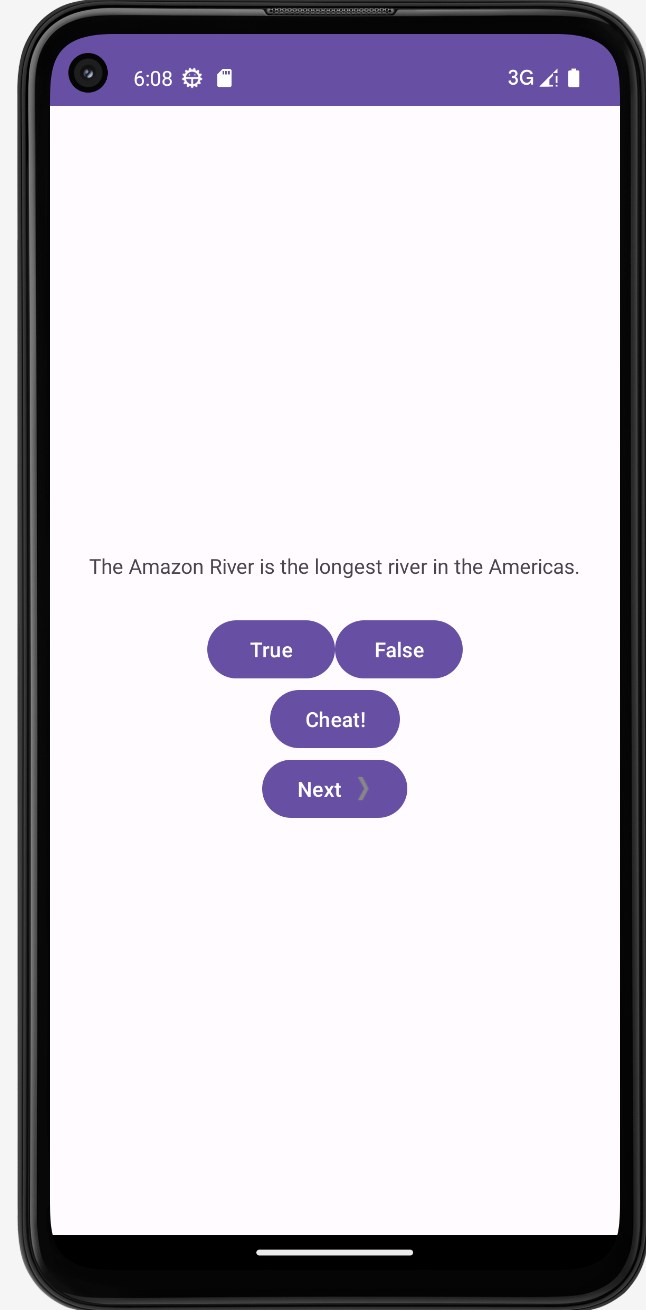 6:08 3G
The Amazon River is the longest river in the Americas.
True False
Cheat!
Next